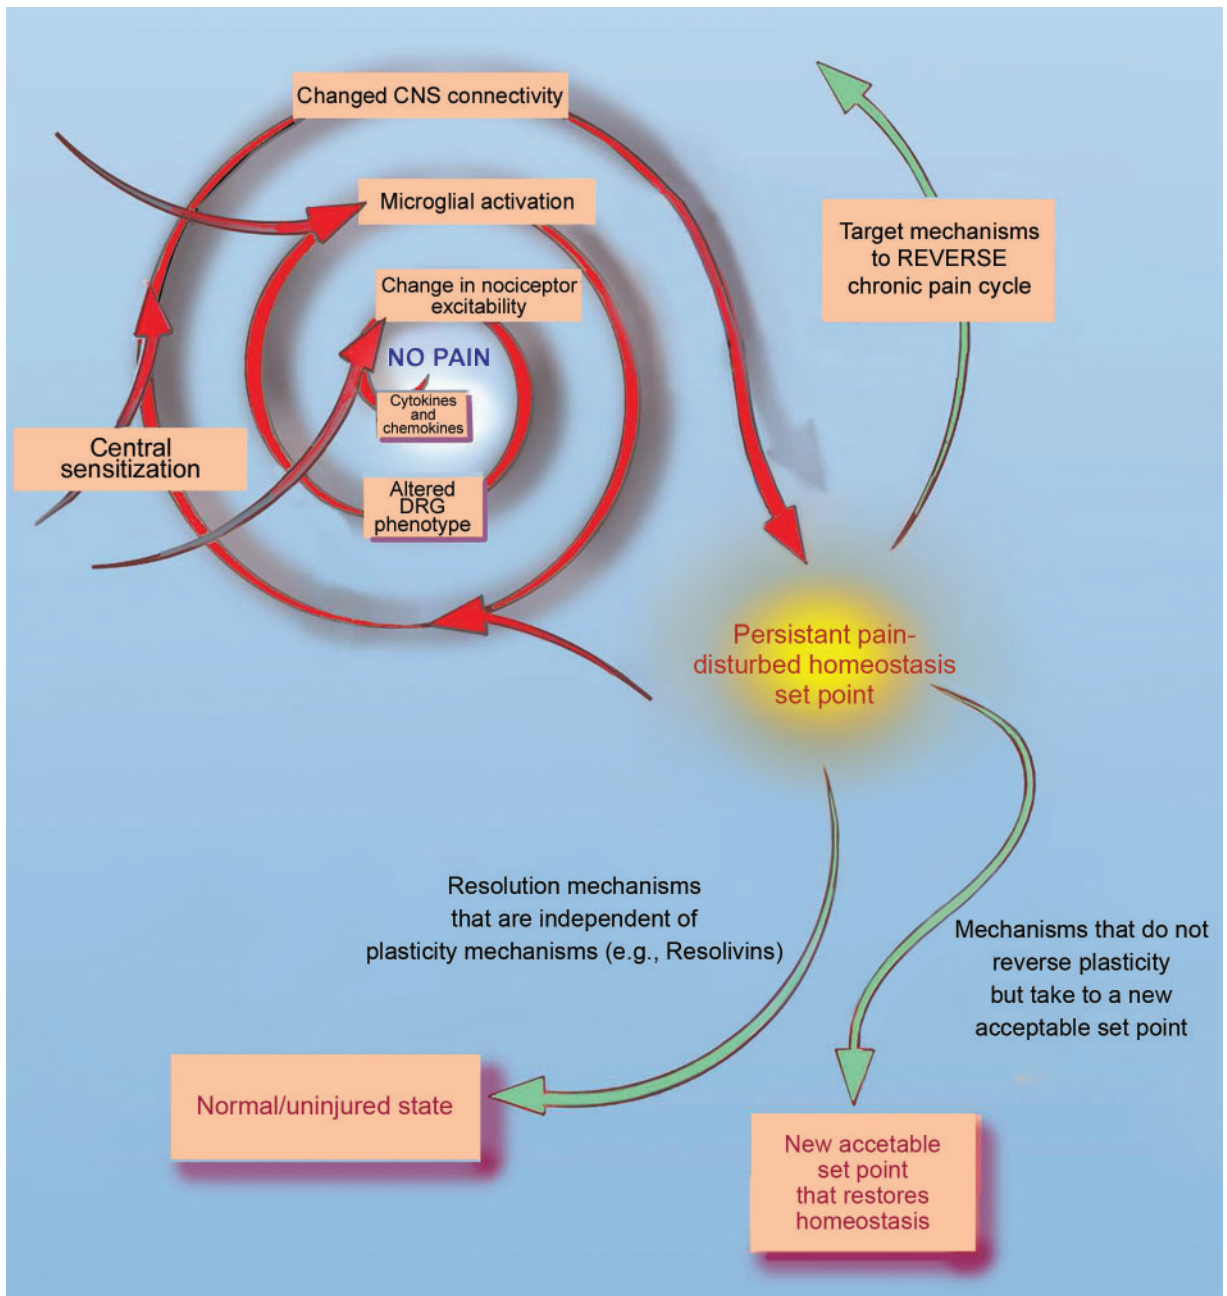 Changed CNS connectivity
Microglial activation
Change in nociceptor
excitability
NO PAIN
Cytokines
and
chemokines
Central
sensitization
Altered
DRG
phenotype
Target mechanisms
to REVERSE
chronic pain cycle
Persistant pain-
disturbed homeostasis
set point
Resolution mechanisms
that are independent of
plasticity mechanisms (e.g., Resolivins)
Mechanisms that do not
reverse plasticity
but take to a new
acceptable set point
Normal/uninjured state
New accetable
set point
that restores
homeostasis